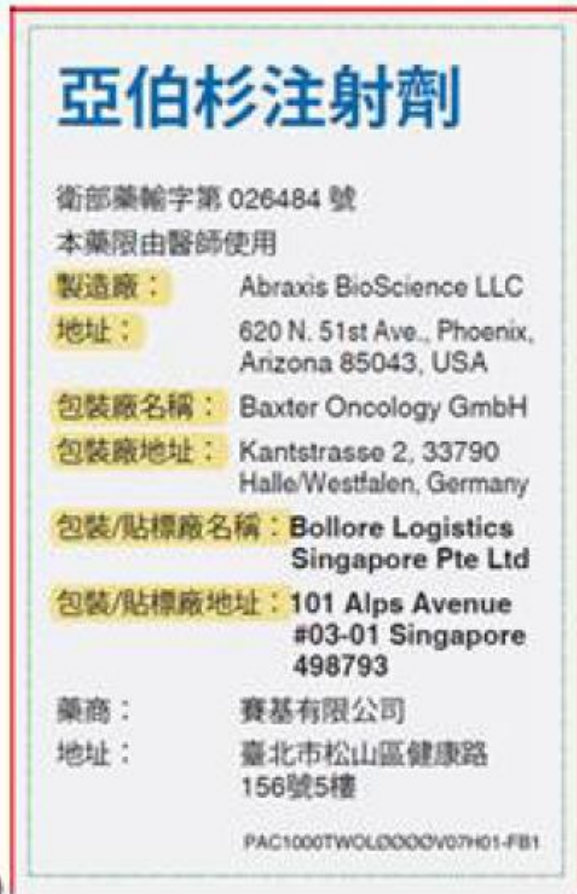 亞伯杉注射劑
衛部藥輸字第 026484 號
本藥限由醫師使用
製造廠： Abraxis BioScience LLC
地址： 620 N. 51st Ave., Phoenix,
Arizona 85043, USA
包裝廠名稱： Baxter Oncology GmbH
包裝廠地址： Kantstrasse 2, 33790
Halle/Westfalen, Germany
包裝/貼標廠名稱：Bollore Logistics
Singapore Pte Ltd
包裝/貼標廠地址：101 Alps Avenue
#03-01 Singapore
498793
藥商： 賽基有限公司
地址： 臺北市松山區健康路
156號5樓
PAC1000TWOLØØØØV07H01-FB1